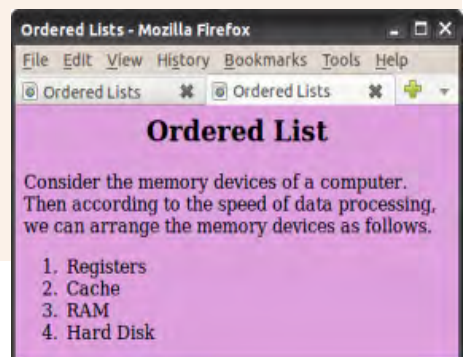 Ordered Lists - Mozilla Firefox
File Edit View History Bookmarks Tools Help
Ordered Lists Ordered Lists
Ordered List
Consider the memory devices of a computer.
Then according to the speed of data processing,
we can arrange the memory devices as follows.
1. Registers
2. Cache
3. RAM
4. Hard Disk